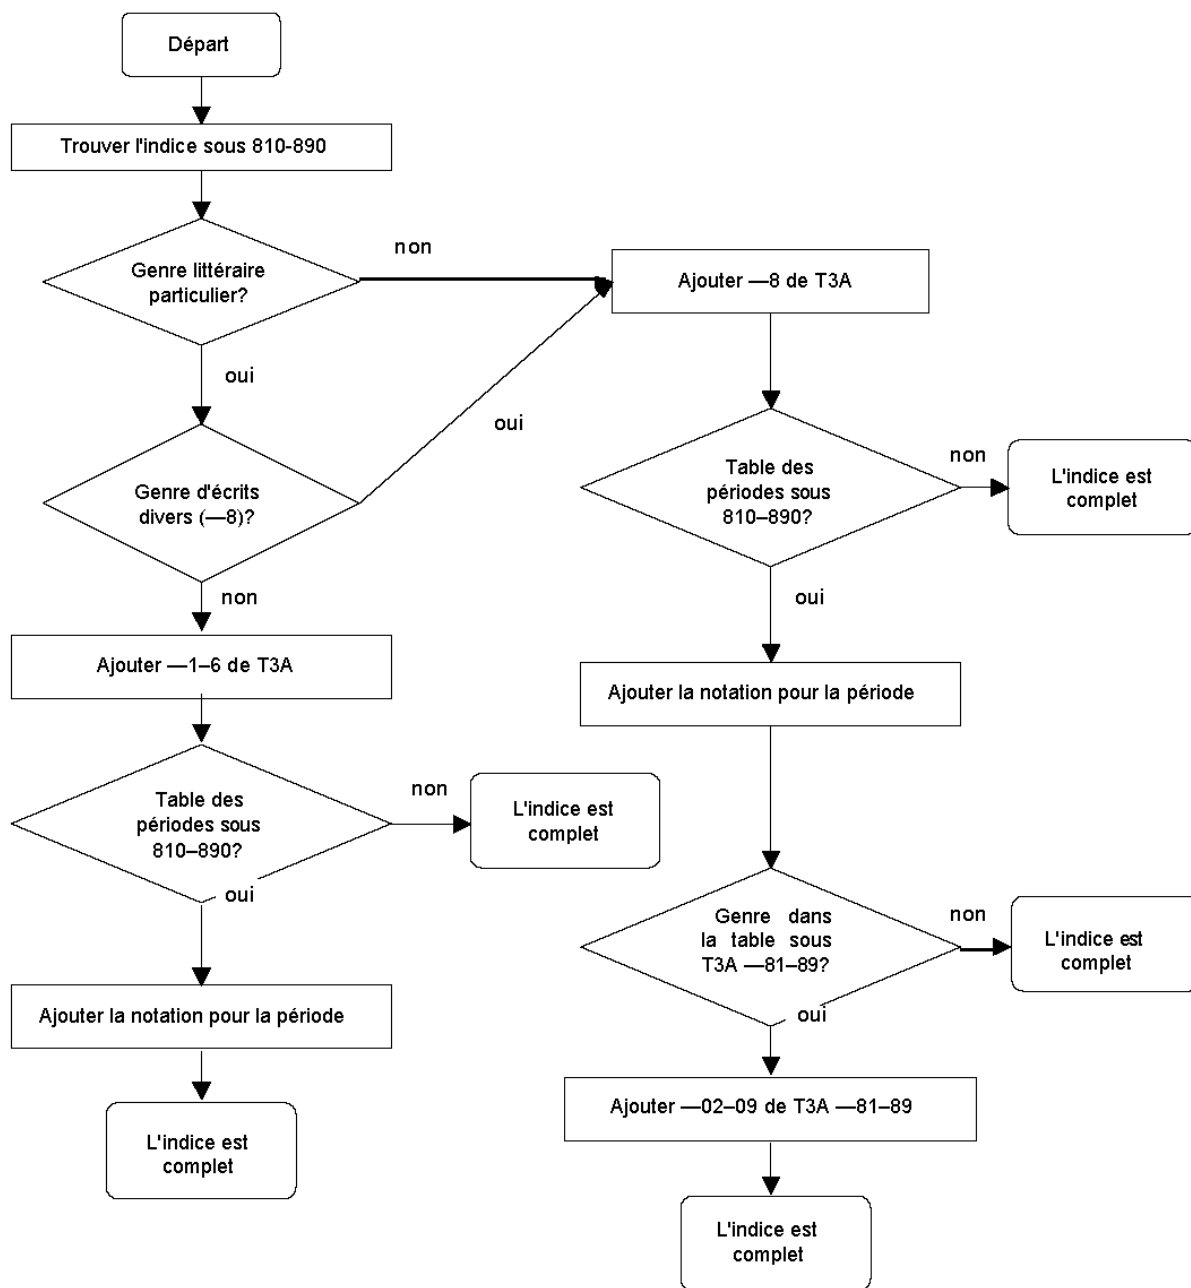 Départ
Trouver l'indice sous 810-890
Genre littéraire
particulier?
non
oui
Ajouter —8 de T3A
Genre d'écrits
divers (—8)?
oui
non
Table des
périodes sous
810–890?
non
L'indice est
complet
oui
Ajouter —1–6 de T3A
Ajouter la notation pour la période
Table des
périodes sous
810–890?
non
L'indice est
complet
oui
Genre dans
la table sous
T3A —81–89?
non
L'indice est
complet
oui
Ajouter la notation pour la période
Ajouter —02–09 de T3A —81–89
L'indice est
complet
L'indice est
complet